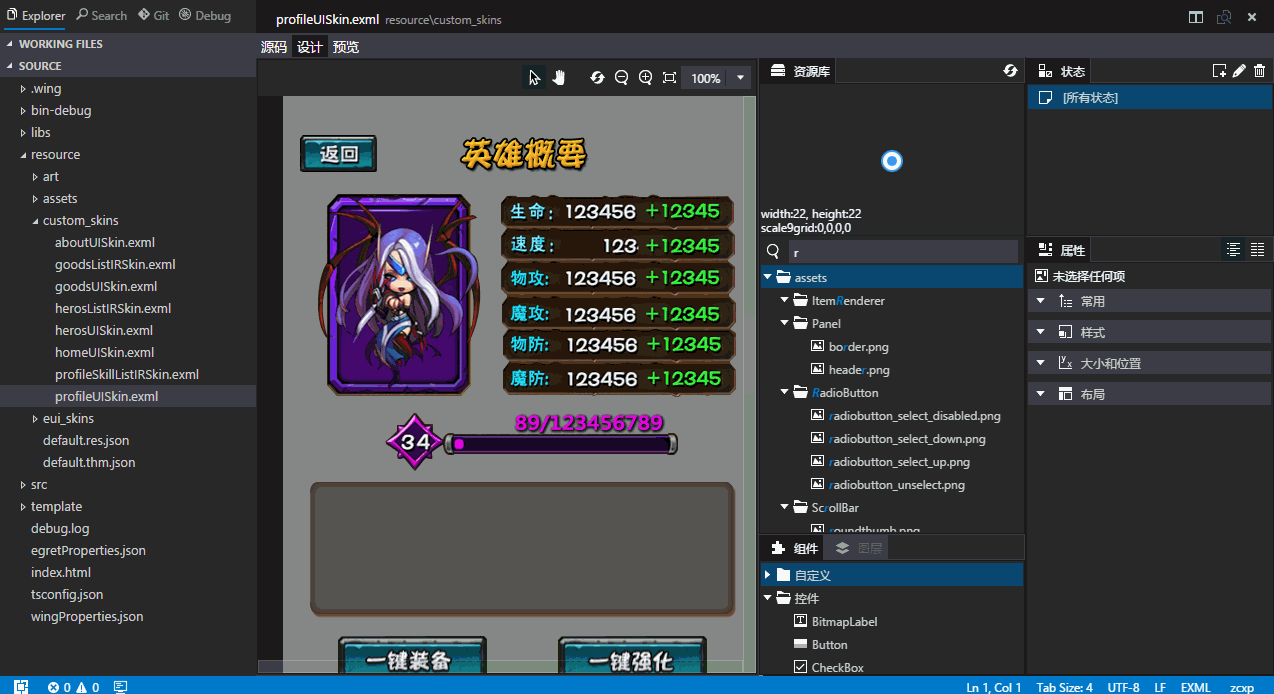 Explorer Search Git Debug
WORKING FILES
SOURCE
.wing
bin-debug
libs
resource
art
assets
custom_skins
aboutUISkin.exml
goodsListIRSkin.exml
goodsUISkin.exml
herosListIRSkin.exml
herosUISkin.exml
homeUISkin.exml
profileSkillListIRSkin.exml
profileUISkin.exml
eui_skins
default.res.json
default.thm.json
src
template
debug.log
egretProperties.json
index.html
tsconfig.json
wingProperties.json
profileUISkin.exml resource\custom_skins
源码 设计 预览
100%
返回
英雄概要
生命: 123456 +12345
速度: 123 +12345
物攻: 123456 +12345
魔攻: 123456 +12345
物防: 123456 +12345
魔防: 123456 +12345
89/123456789
34
一键装备
一键强化
资源库
width:22, height:22
scale9grid:0,0,0,0
r
assets
ItemRenderer
Panel
border.png
header.png
RadioButton
radiobutton_select_disabled.png
radiobutton_select_down.png
radiobutton_select_up.png
radiobutton_unselect.png
ScrollBar
roundthumb.png
组件 图层
自定义
控件
BitmapLabel
Button
CheckBox
状态
[所有状态]
属性
未选择任何项
常用
样式
大小和位置
布局
0 0
Ln 1, Col 1 Tab Size: 4 UTF-8 LF EXML zcxp